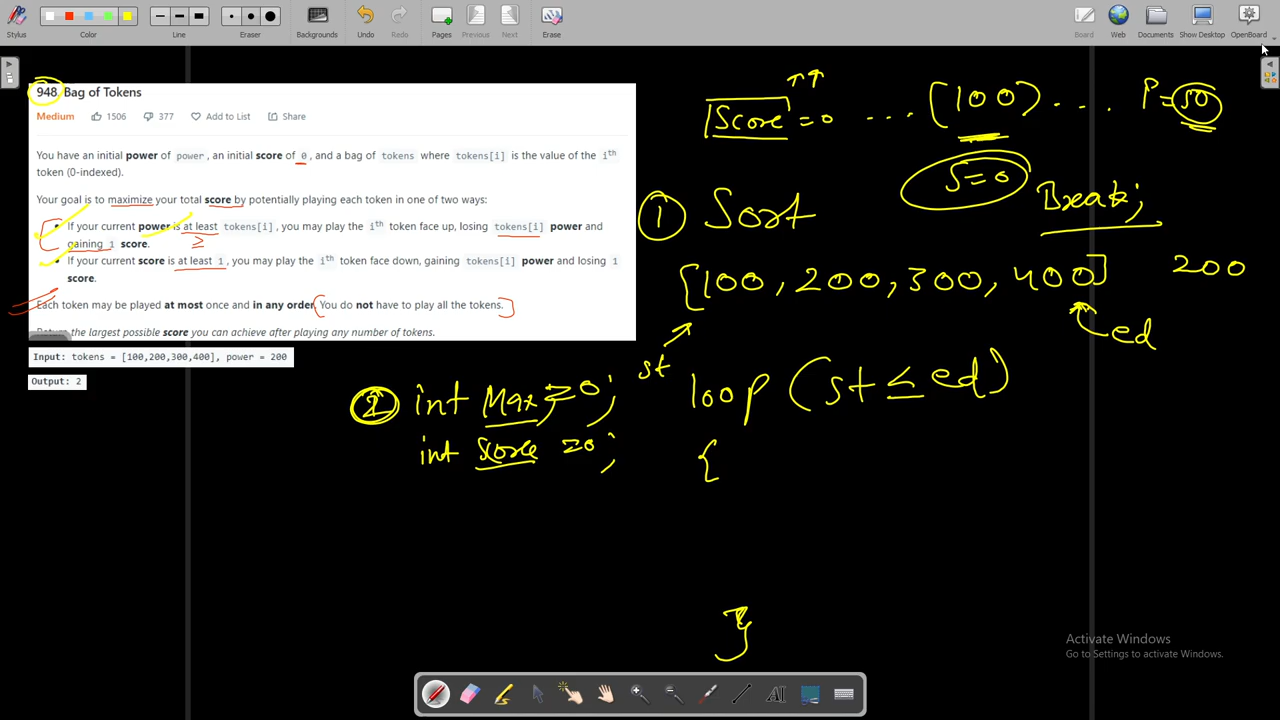 Stylus
Color
Line
Eraser
Backgrounds
Undo
Redo
Pages
Previous
Next
Erase
Board
Web
Documents
Show Desktop
OpenBoard
948. Bag of Tokens
Medium 1506 377 Add to List Share
You have an initial power of power, an initial score of 0, and a bag of tokens where tokens[i] is the value of the ith
token (0-indexed).
Your goal is to maximize your total score by potentially playing each token in one of two ways:
If your current power is at least tokens[i], you may play the ith token face up, losing tokens[i] power and
gaining 1 score.
≥
If your current score is at least 1, you may play the ith token face down, gaining tokens[i] power and losing 1
score.
Each token may be played at most once and in any order. (You do not have to play all the tokens.]
Return the largest possible score you can achieve after playing any number of tokens.
Input: tokens = [100,200,300,400], power = 200
Output: 2
Score = 0 ... (100) ... P = 50
S = 0
Break;
① Sort
[100, 200, 300, 400] 200
st
ed
② int Max = 0;
int Score = 0;
loop (st ≤ ed)
{
}
Activate Windows
Go to Settings to activate Windows.